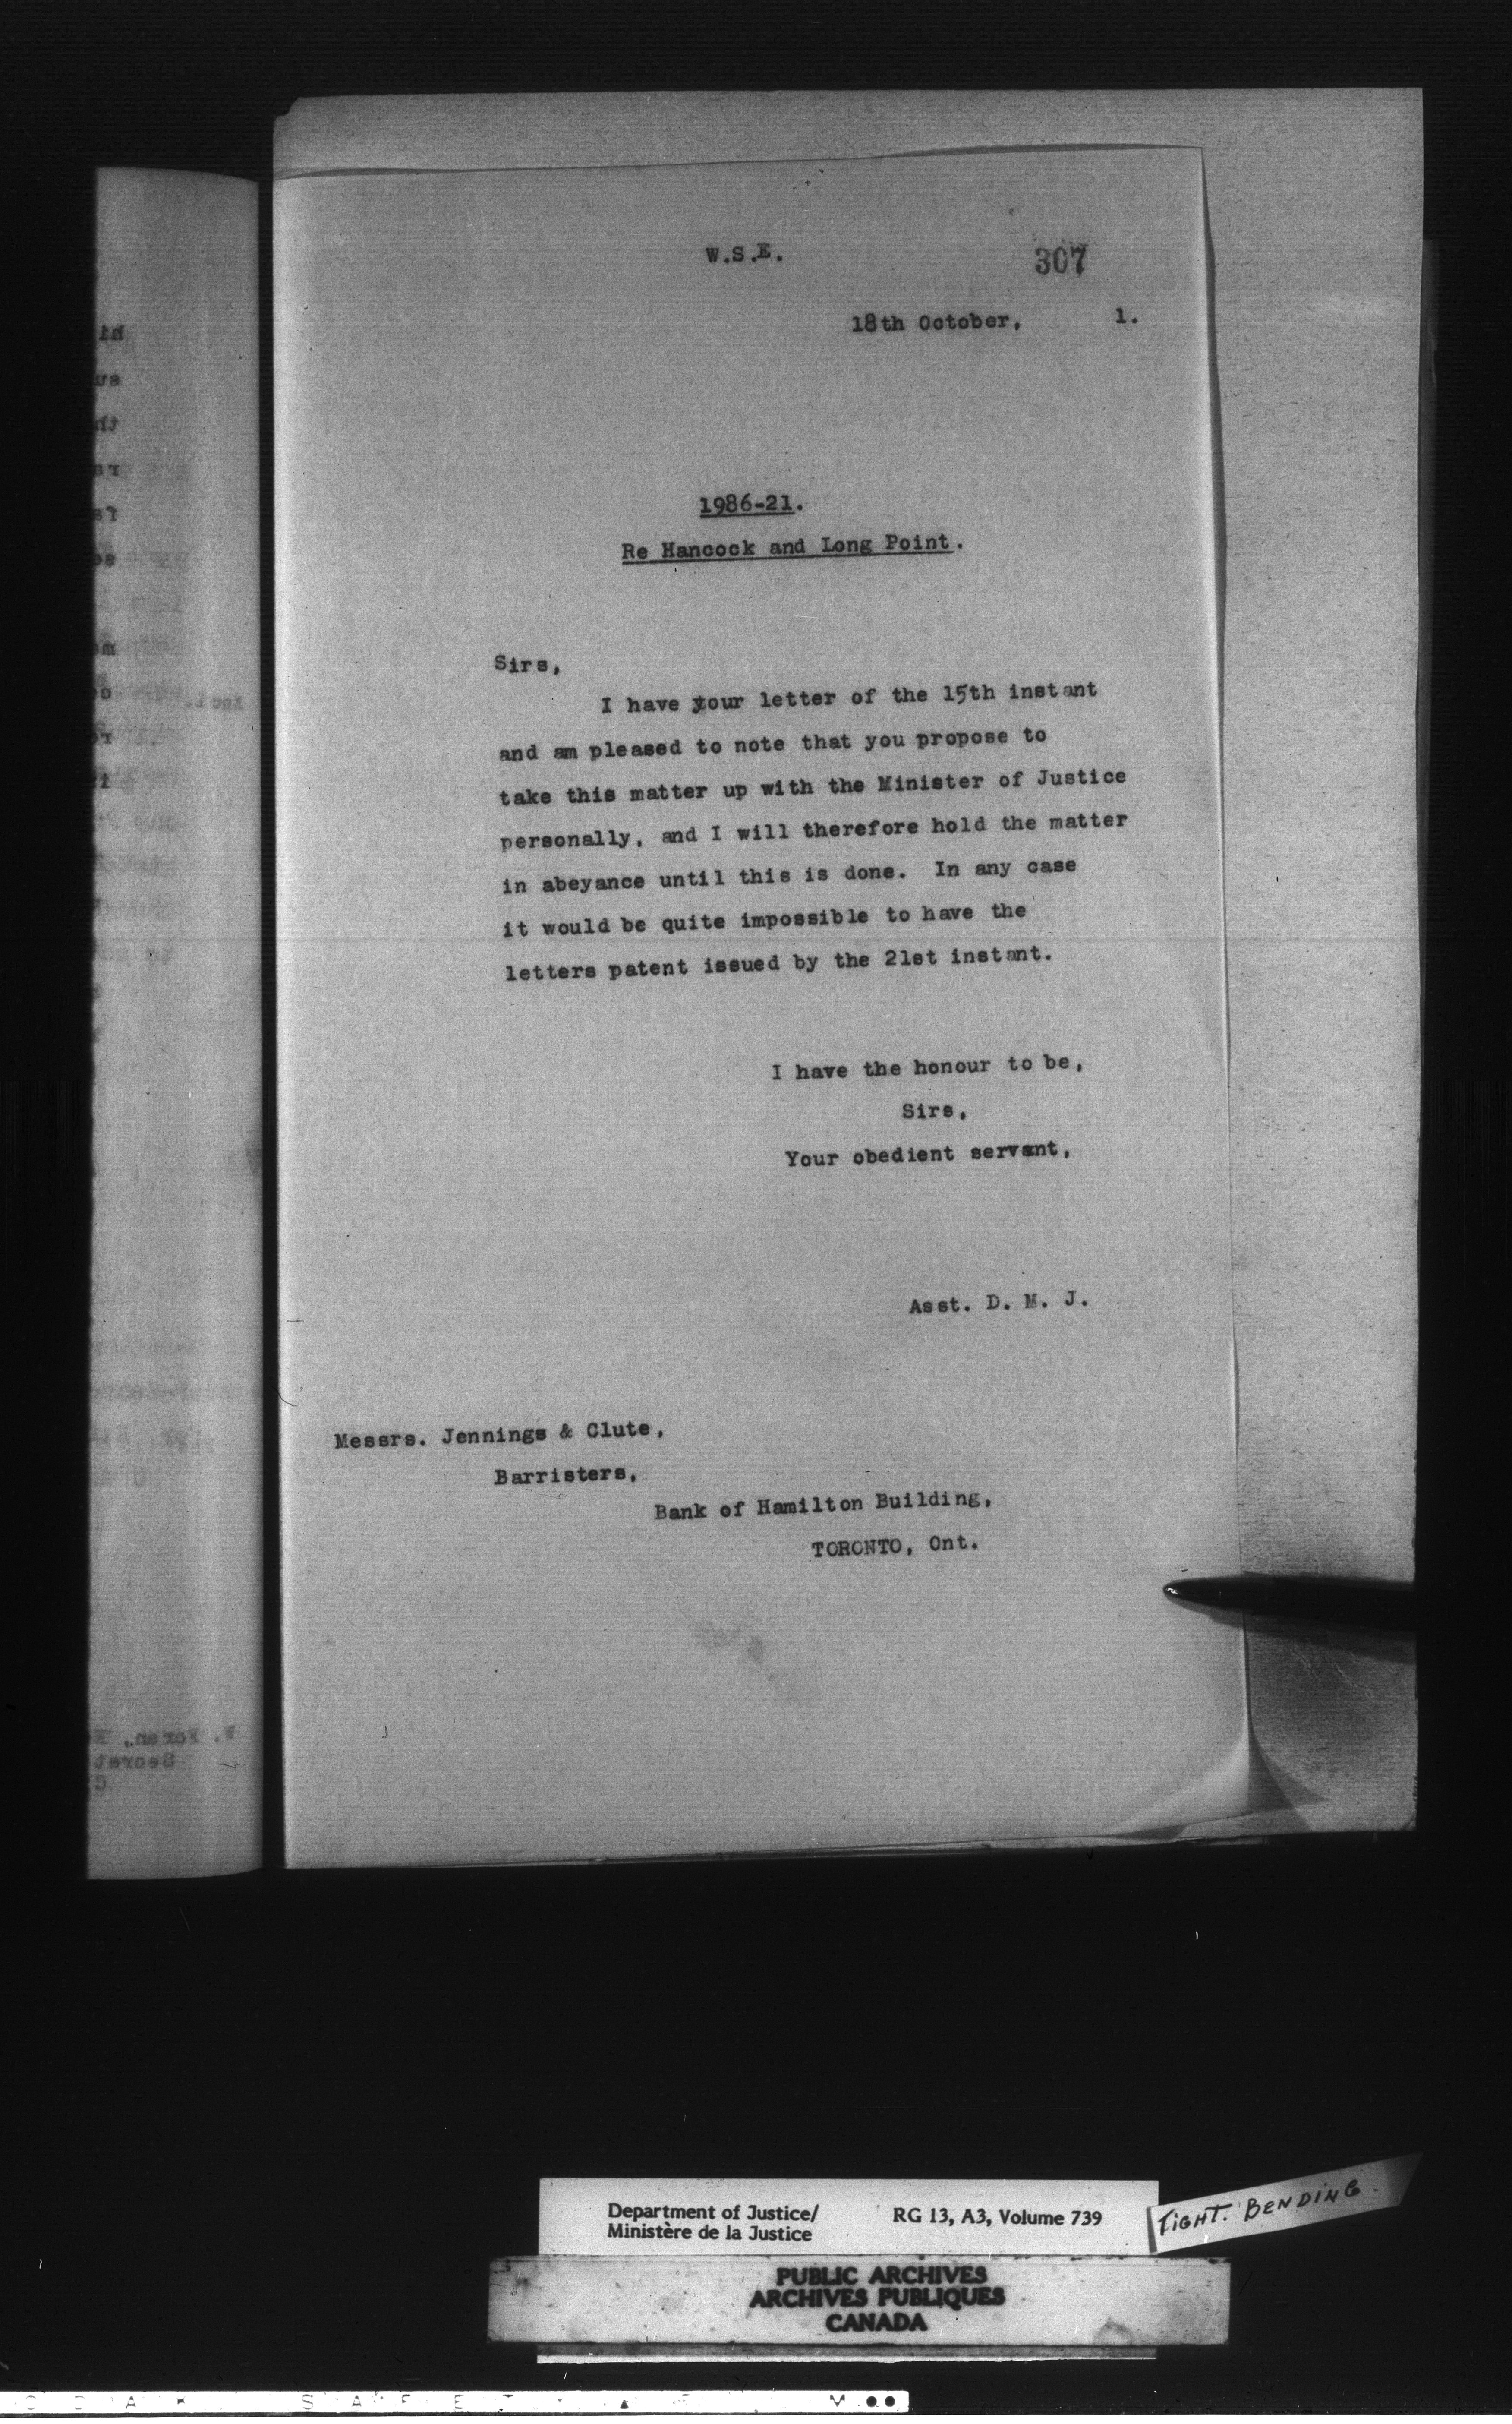 W.S.E.
307
18th October, 1.
1986-21.
Re Hancock and Long Point.
Sirs,
I have your letter of the 15th instant
and am pleased to note that you propose to
take this matter up with the Minister of Justice
personally, and I will therefore hold the matter
in abeyance until this is done. In any case
it would be quite impossible to have the
letters patent issued by the 21st instant.
I have the honour to be,
Sirs,
Your obedient servant,
Asst. D. M. J.
Messrs. Jennings & Clute,
Barristers,
Bank of Hamilton Building,
TORONTO, Ont.
Department of Justice/
Ministère de la Justice
RG 13, A3, Volume 739
TIGHT. BENDING.
PUBLIC ARCHIVES
ARCHIVES PUBLIQUES
CANADA